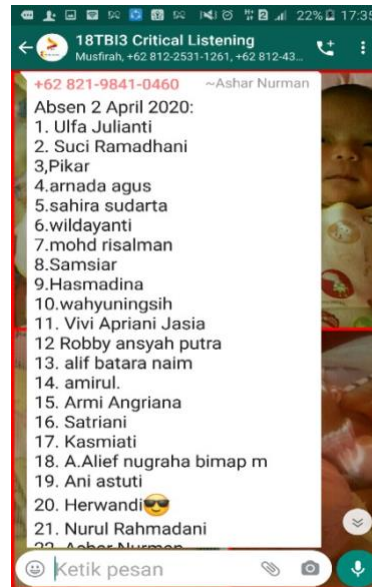 22% 17:35
18TBI3 Critical Listening
Musfirah, +62 812-2531-1261, +62 812-43...
+62 821-9841-0460 ~Ashar Nurman
Absen 2 April 2020:
1. Ulfa Julianti
2. Suci Ramadhani
3,Pikar
4.arnada agus
5.sahira sudarta
6.wildayanti
7.mohd risalman
8.Samsiar
9.Hasmadina
10.wahyuningsih
11. Vivi Apriani Jasia
12 Robby ansyah putra
13. alif batara naim
14. amirul.
15. Armi Angriana
16. Satriani
17. Kasmiati
18. A.Alief nugraha bimap m
19. Ani astuti
20. Herwandi😎
21. Nurul Rahmadani
22. Ashar Nurman
Ketik pesan